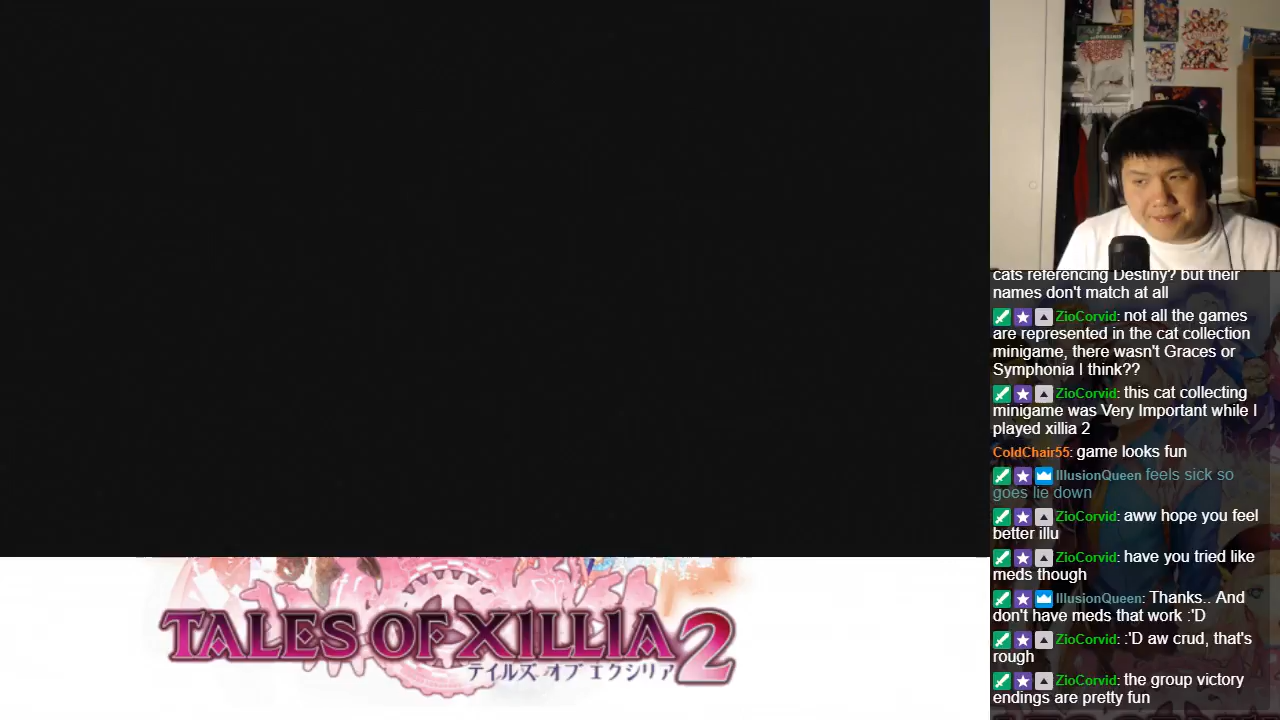 cats referencing Destiny? but their
names don't match at all
ZioCorvid: not all the games
are represented in the cat collection
minigame, there wasn't Graces or
Symphonia I think??
ZioCorvid: this cat collecting
minigame was Very Important while I
played xillia 2
ColdChair55: game looks fun
IllusionQueen feels sick so
goes lie down
ZioCorvid: aww hope you feel
better illu
ZioCorvid: have you tried like
meds though
IllusionQueen: Thanks.. And
don't have meds that work :'D
ZioCorvid: :'D aw crud, that's
rough
ZioCorvid: the group victory
endings are pretty fun
TALES OF XILLIA 2
テイルズ オブ エクシリア